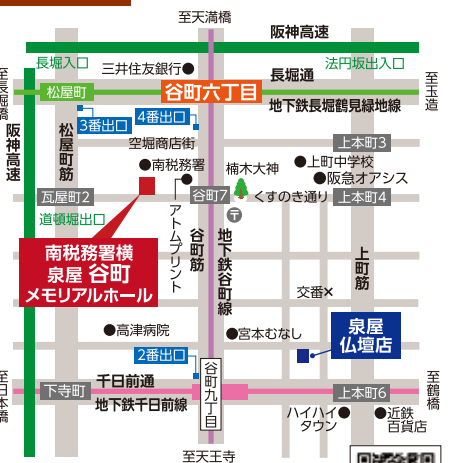 至天満橋
阪神高速
長堀入口
法円坂出入口
三井住友銀行
長堀通
至長堀橋
松屋町
谷町六丁目
至玉造
地下鉄長堀鶴見緑地線
阪神高速
松屋町筋
3番出口
4番出口
空堀商店街
上本町3
南税務署
楠木大神
上町中学校
阪急オアシス
瓦屋町2
谷町7
くすのき通り
上本町4
道頓堀出口
アトムプリント
谷町筋
地下鉄谷町線
上町筋
南税務署横
泉屋 谷町
メモリアルホール
交番
高津病院
宮本むなし
泉屋
仏壇店
2番出口
至日本橋
下寺町
千日前通
地下鉄千日前線
谷町九丁目
上本町6
至鶴橋
ハイハイ
タウン
近鉄
百貨店
至天王寺